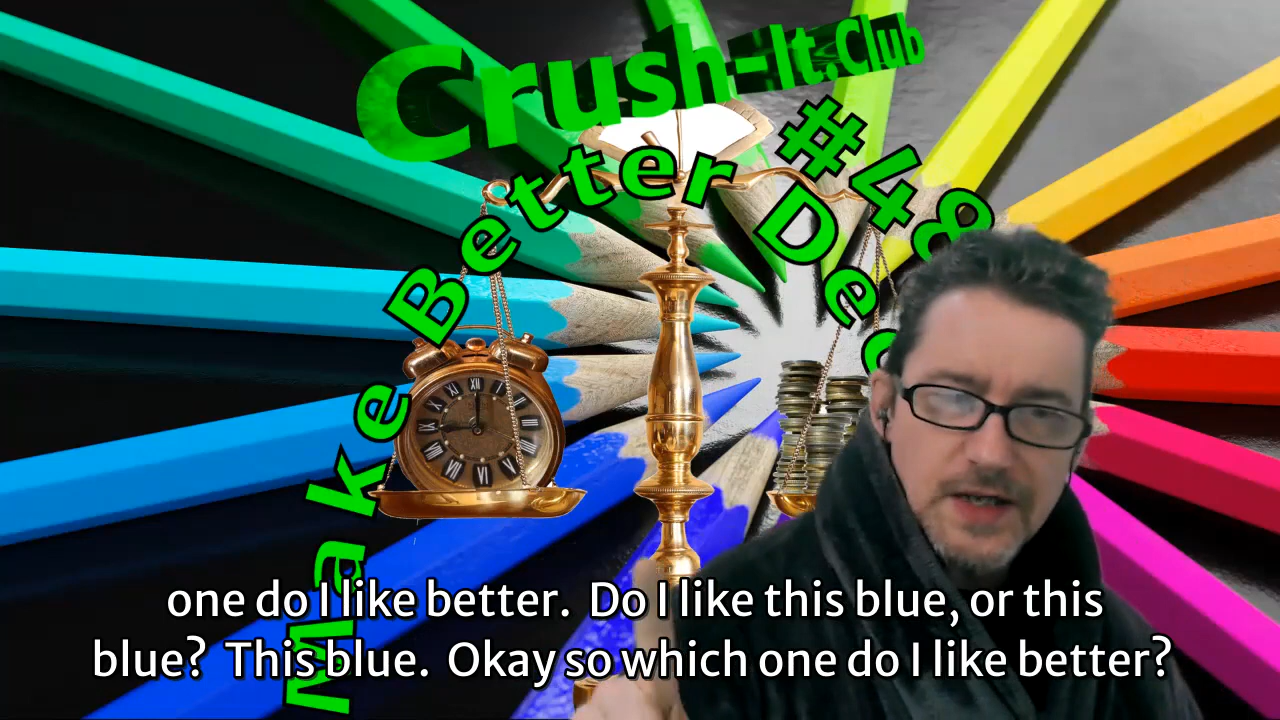 Crush-It.Club
#48
Make Better Dec
one do I like better. Do I like this blue, or this
blue? This blue. Okay so which one do I like better?